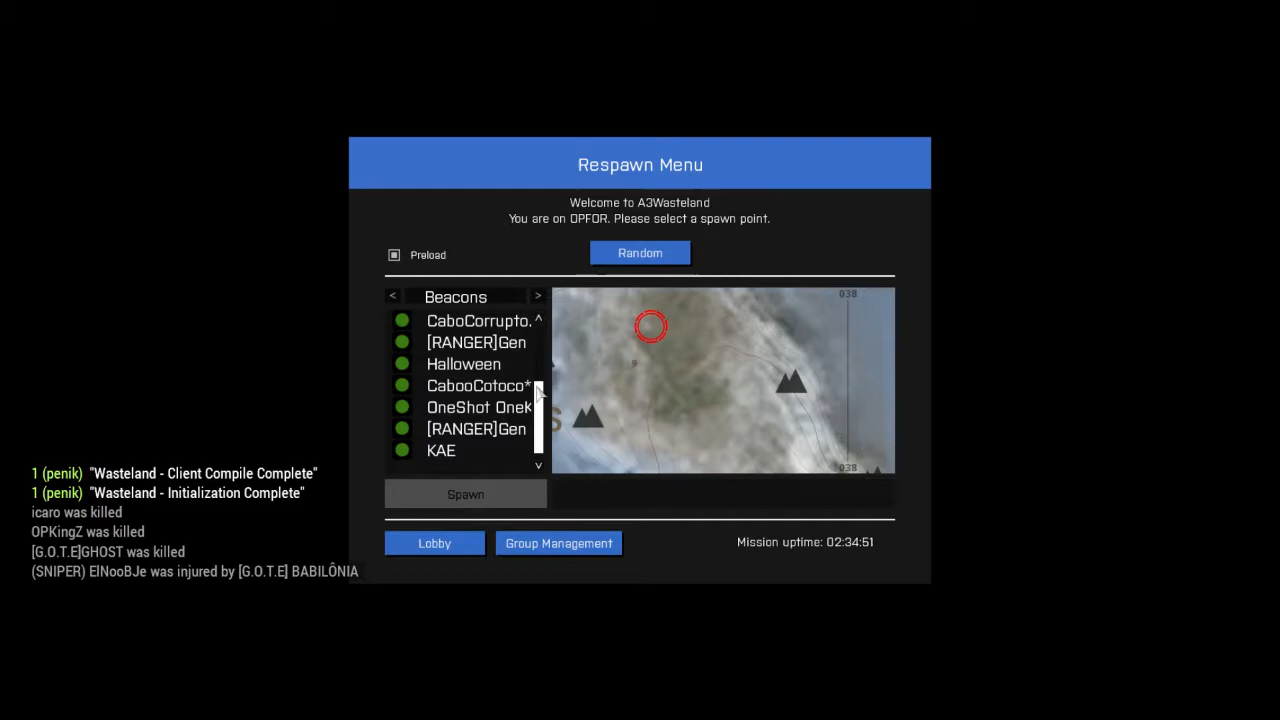 Respawn Menu
Welcome to A3Wasteland
You are on OPFOR. Please select a spawn point.
Preload
Random
< Beacons >
CaboCorrupto.
[RANGER]Gen
Halloween
CabooCotoco*
OneShot OneK
[RANGER]Gen
KAE
038
9
S
038
Spawn
Lobby
Group Management
Mission uptime: 02:34:51
1 (penik) "Wasteland - Client Compile Complete"
1 (penik) "Wasteland - Initialization Complete"
icaro was killed
OPKingZ was killed
[G.O.T.E]GHOST was killed
(SNIPER) ElNooBJe was injured by [G.O.T.E] BABILÔNIA